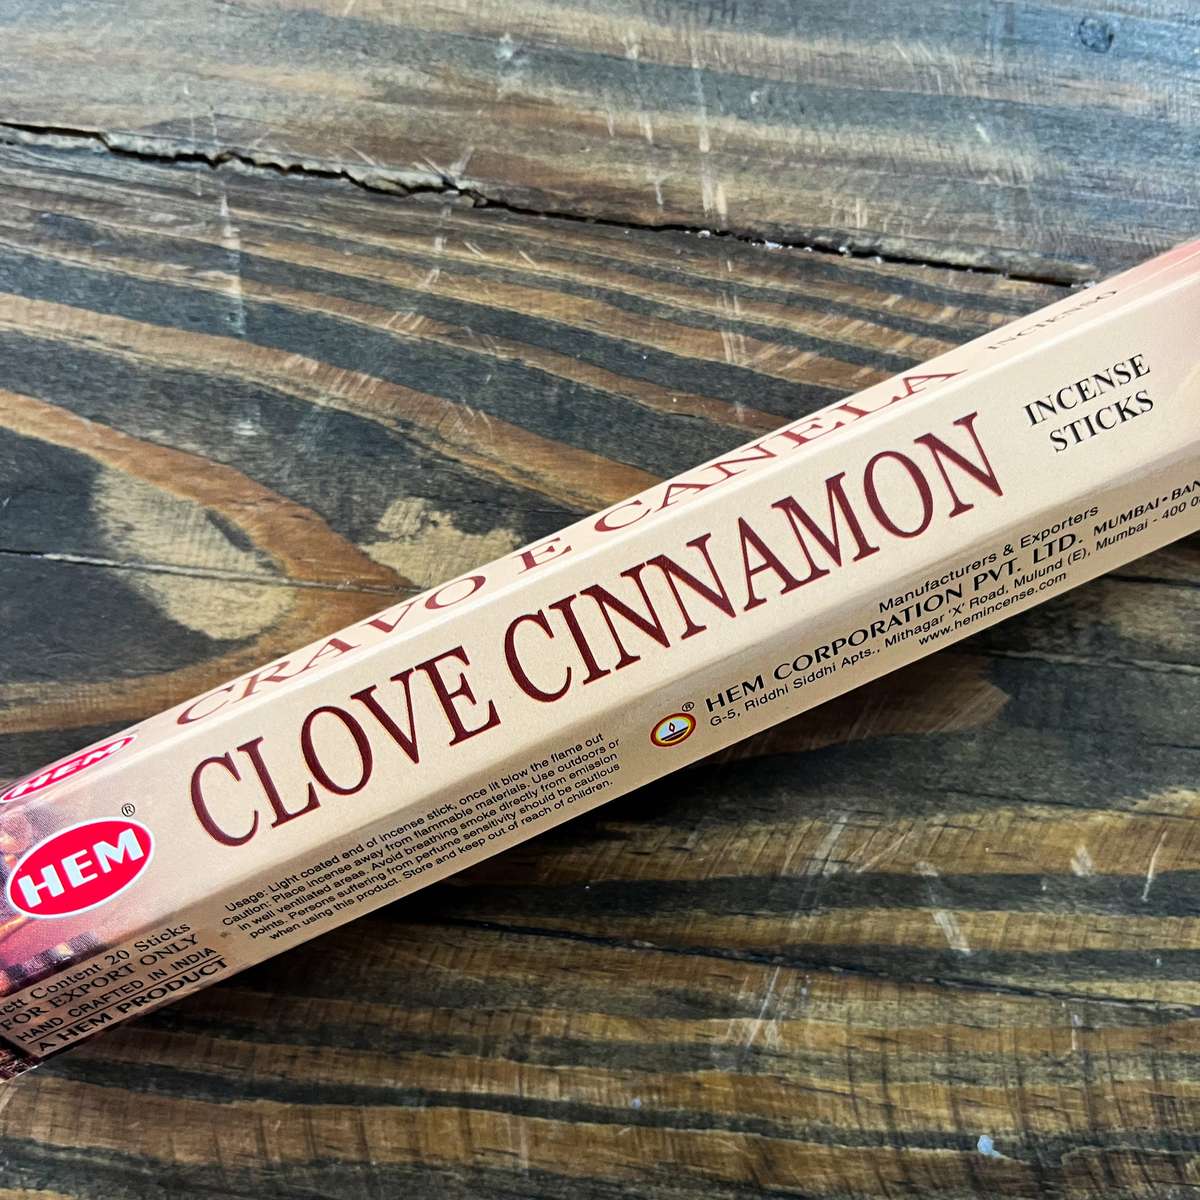 HEM
CRAVO E CANELA
INCENSO
HEM ®
CLOVE CINNAMON
INCENSE
STICKS
Content 20 Sticks
FOR EXPORT ONLY
HAND CRAFTED IN INDIA
A HEM PRODUCT
Usage: Light coated end of incense stick, once lit blow the flame out
Caution: Place incense away from flammable materials. Use outdoors or
in well ventilated areas. Avoid breathing smoke directly from emission
points. Persons suffering from perfume sensitivity should be cautious
when using this product. Store and keep out of reach of children.
®
Manufacturers & Exporters
HEM CORPORATION PVT. LTD. MUMBAI •
G-5, Riddhi Siddhi Apts., Mithagar 'X' Road, Mulund (E), Mumbai - 400
www.hemincense.com